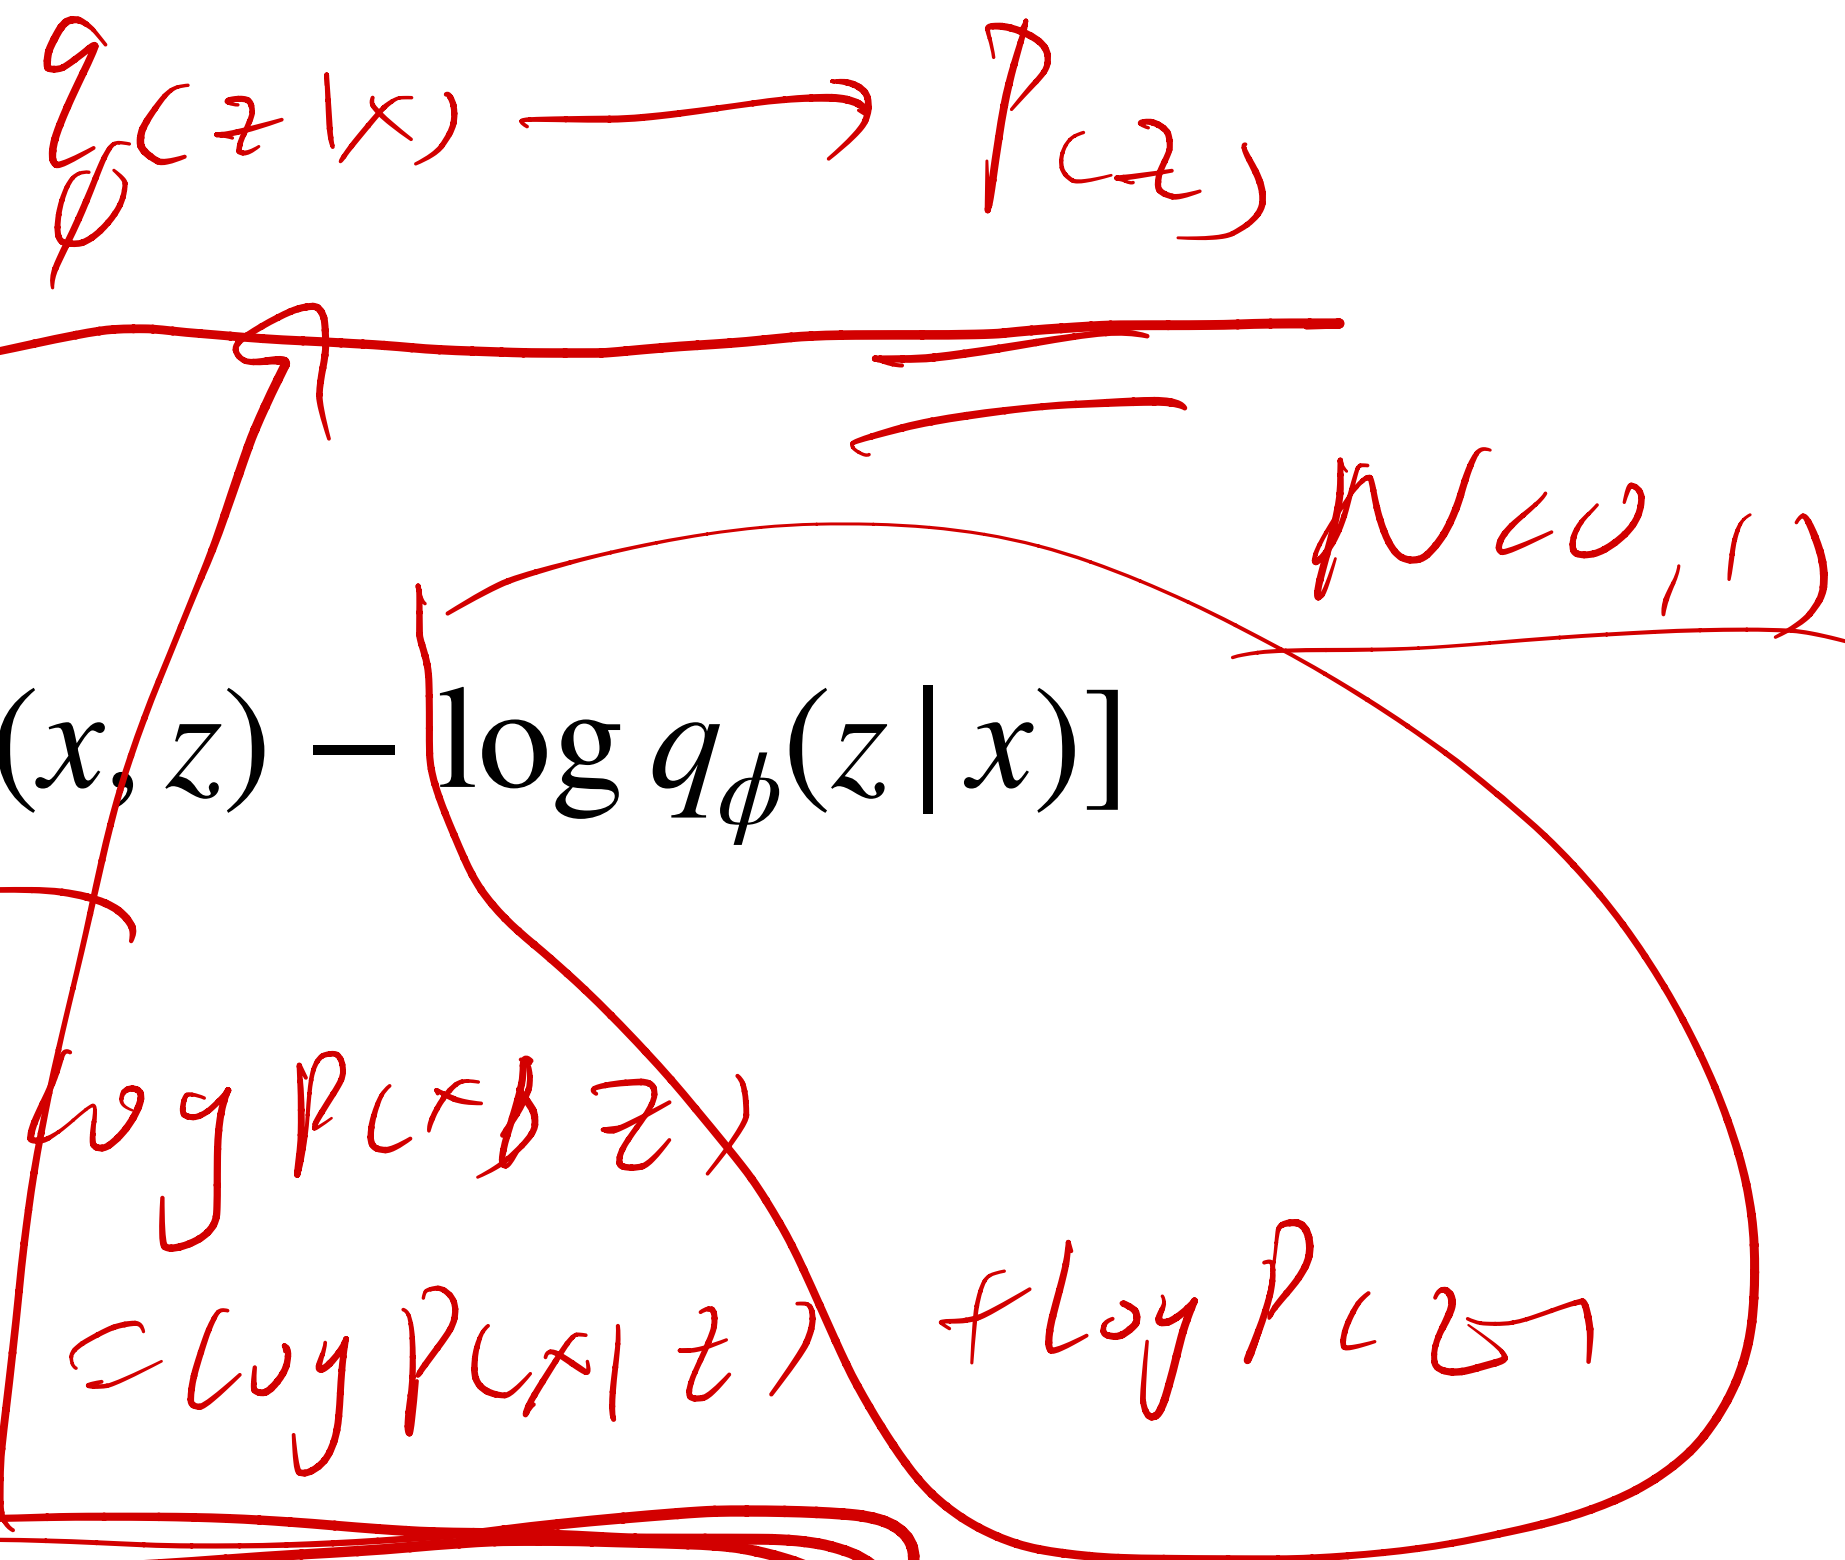 qϕ(z|x) → P(z)
N(0,1)
(x, z) − log qϕ(z|x)]
log P(x, z)
= log P(x|z) + log P(z)